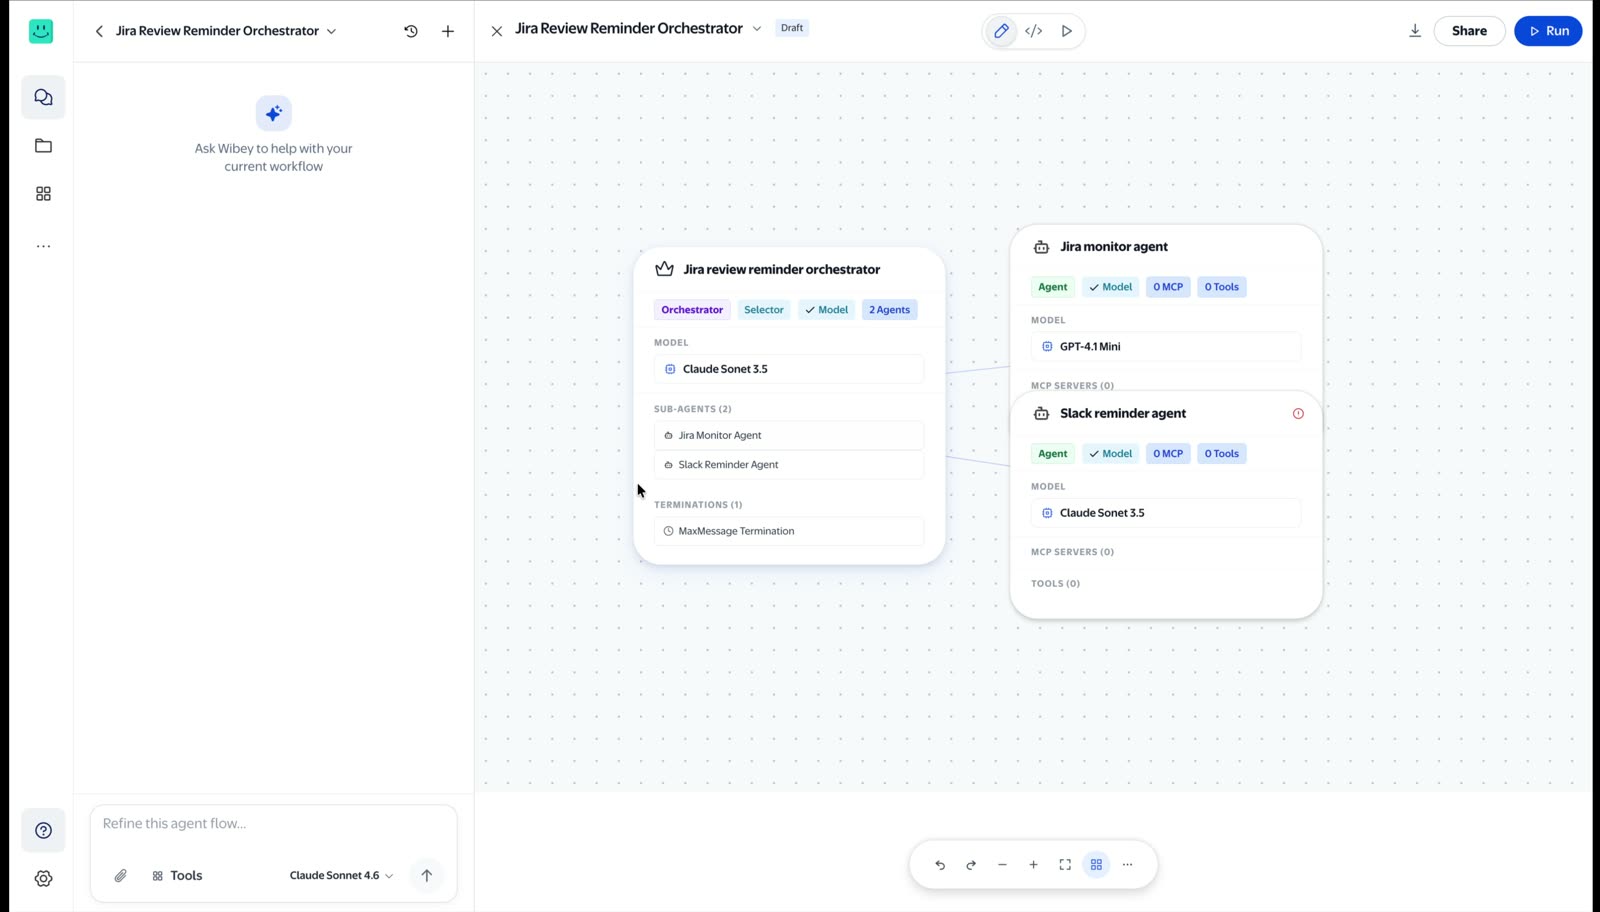 Jira Review Reminder Orchestrator
Ask Wibey to help with your
current workflow
Refine this agent flow...
Tools
Claude Sonnet 4.6
Jira Review Reminder Orchestrator
Draft
Share
Run
Jira review reminder orchestrator
Orchestrator
Selector
Model
2 Agents
MODEL
Claude Sonet 3.5
SUB-AGENTS (2)
Jira Monitor Agent
Slack Reminder Agent
TERMINATIONS (1)
MaxMessage Termination
Jira monitor agent
Agent
Model
0 MCP
0 Tools
MODEL
GPT-4.1 Mini
MCP SERVERS (0)
Slack reminder agent
Agent
Model
0 MCP
0 Tools
MODEL
Claude Sonet 3.5
MCP SERVERS (0)
TOOLS (0)